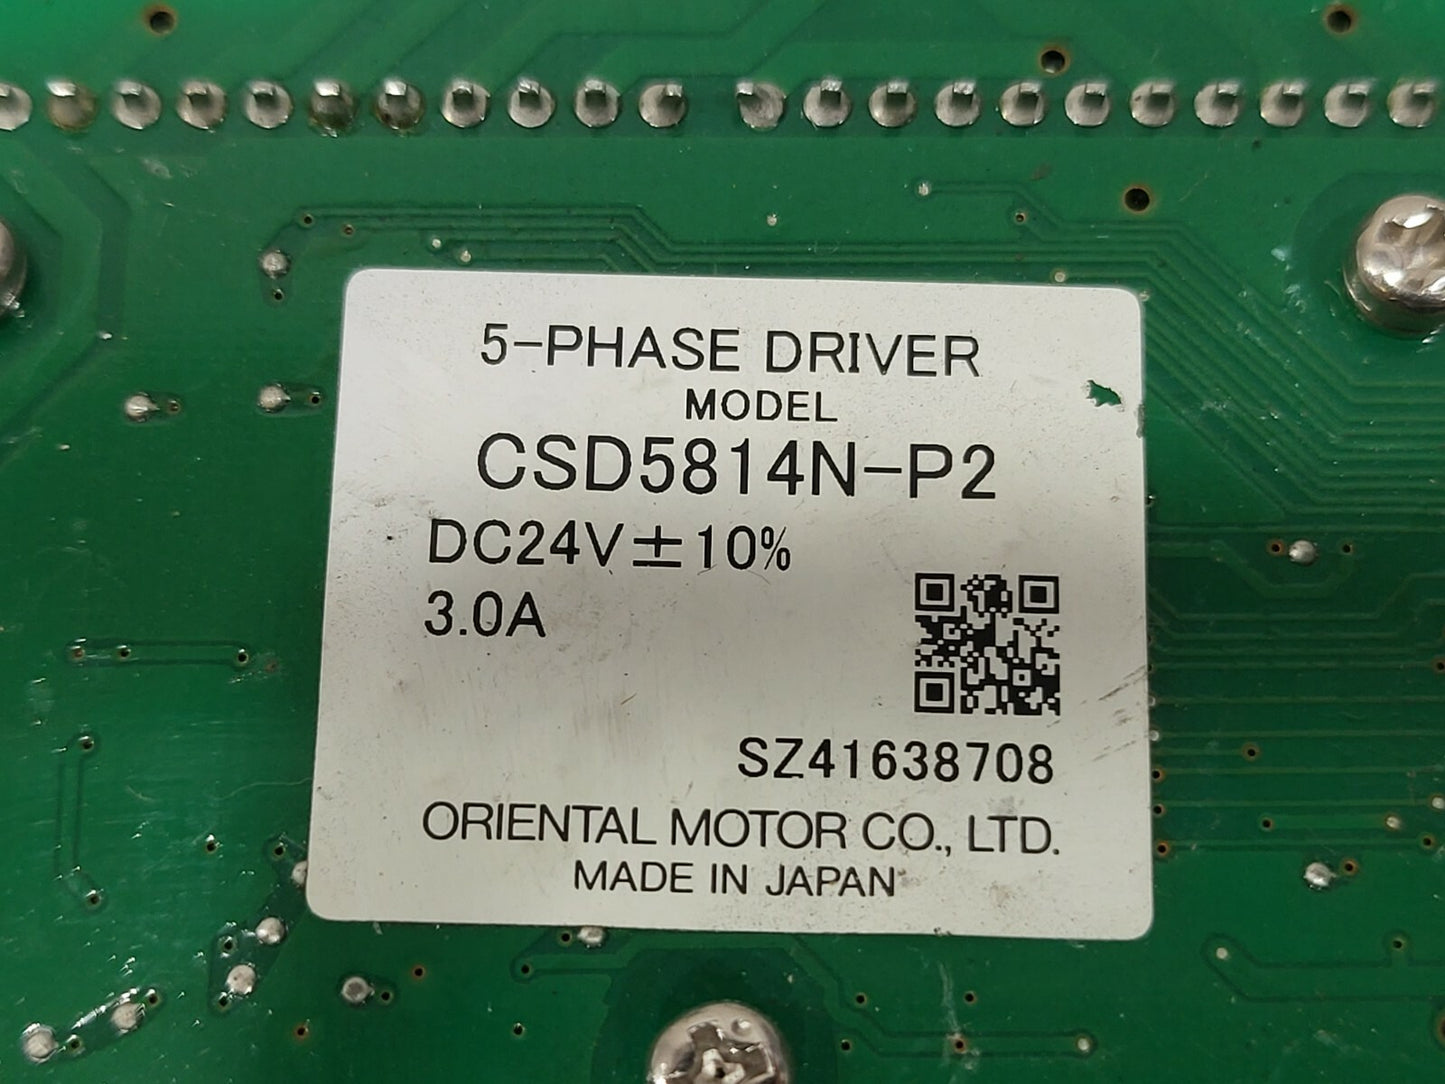 5-PHASE DRIVER
MODEL
CSD5814N-P2
DC24V±10%
3.0A
SZ41638708
ORIENTAL MOTOR CO., LTD.
MADE IN JAPAN